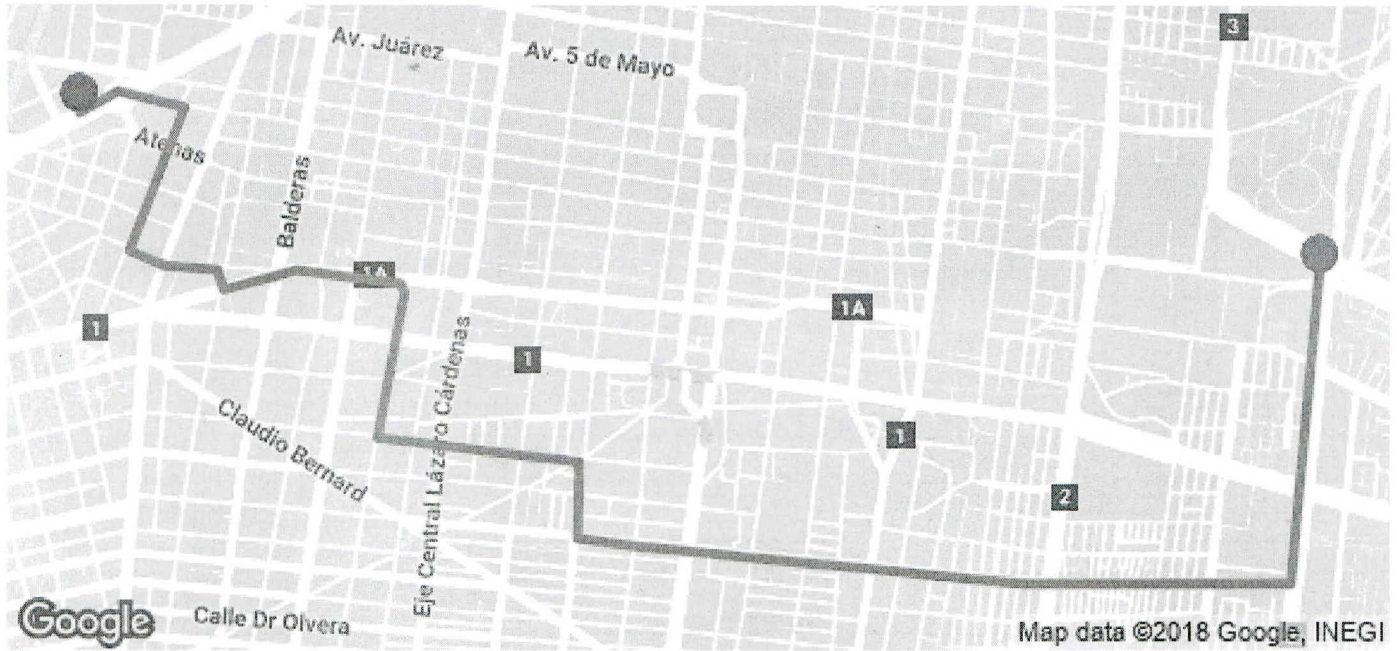 3
Av. Juárez
Av. 5 de Mayo
Atenas
Balderas
1A
1A
1
1
Eje Central Lázaro Cárdenas
Claudio Bernard
1
2
Google
Calle Dr Olvera
Map data ©2018 Google, INEGI